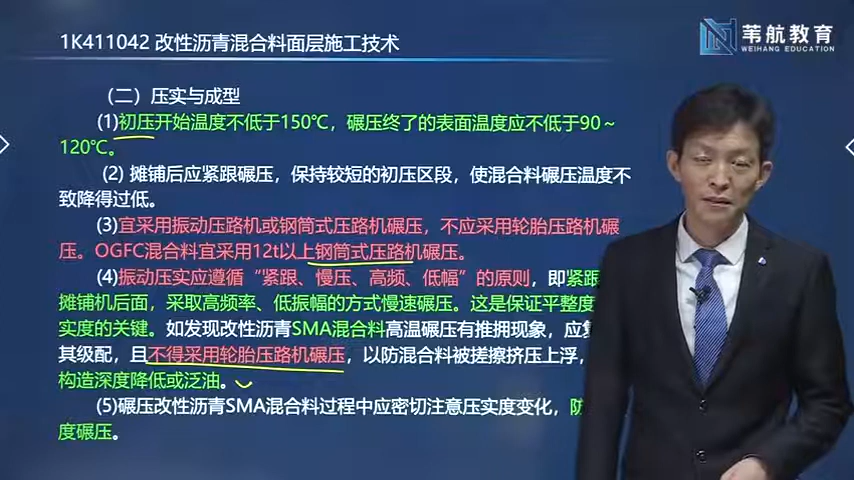 1K411042 改性沥青混合料面层施工技术
苇航教育
WEIHANG EDUCATION
（二）压实与成型
(1)初压开始温度不低于150℃，碾压终了的表面温度应不低于90～
120℃。
(2) 摊铺后应紧跟碾压，保持较短的初压区段，使混合料碾压温度不
致降得过低。
(3)宜采用振动压路机或钢筒式压路机碾压，不应采用轮胎压路机碾
压。OGFC混合料宜采用12t以上钢筒式压路机碾压。
(4)振动压实应遵循“紧跟、慢压、高频、低幅”的原则，即紧跟
摊铺机后面，采取高频率、低振幅的方式慢速碾压。这是保证平整度
实度的关键。如发现改性沥青SMA混合料高温碾压有推拥现象，应
其级配，且不得采用轮胎压路机碾压，以防混合料被搓擦挤压上浮，
构造深度降低或泛油。
(5)碾压改性沥青SMA混合料过程中应密切注意压实度变化，防
度碾压。